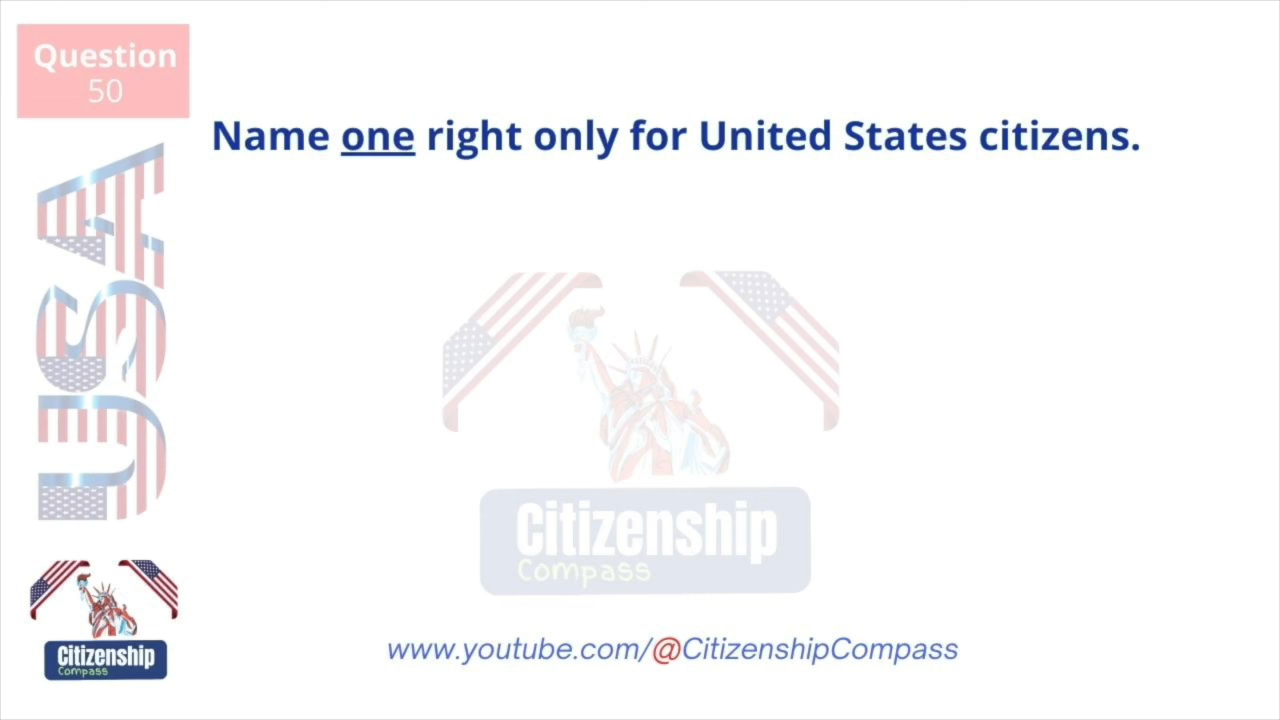 Question
50
Name one right only for United States citizens.
USA
Citizenship
Compass
Citizenship
Compass
www.youtube.com/@CitizenshipCompass